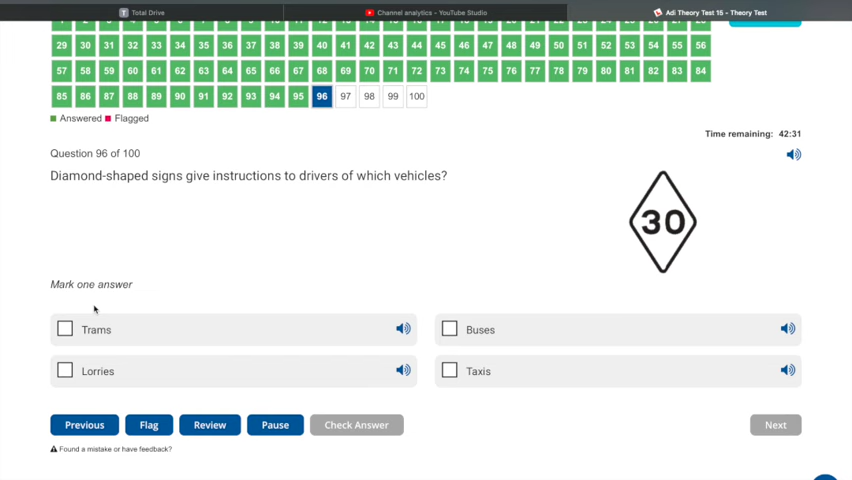 Total Drive
Channel analytics - YouTube Studio
Adi Theory Test 15 – Theory Test
29 30 31 32 33 34 35 36 37 38 39 40 41 42 43 44 45 46 47 48 49 50 51 52 53 54 55 56
57 58 59 60 61 62 63 64 65 66 67 68 69 70 71 72 73 74 75 76 77 78 79 80 81 82 83 84
85 86 87 88 89 90 91 92 93 94 95 96 97 98 99 100
Answered Flagged
Time remaining: 42:31
Question 96 of 100
Diamond-shaped signs give instructions to drivers of which vehicles?
30
Mark one answer
Trams
Buses
Lorries
Taxis
Previous Flag Review Pause Check Answer Next
Found a mistake or have feedback?